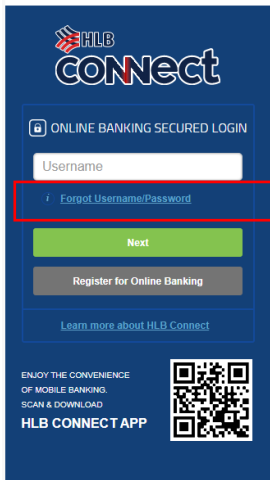 HLB
CONNect
ONLINE BANKING SECURED LOGIN
Username
i Forgot Username/Password
Next
Register for Online Banking
Learn more about HLB Connect
ENJOY THE CONVENIENCE
OF MOBILE BANKING.
SCAN & DOWNLOAD
HLB CONNECT APP